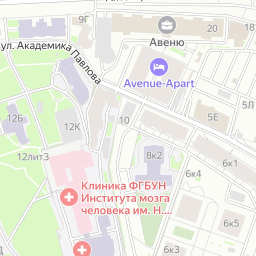 9Г
20
18
Авеню
ул. Академика Павлова
Avenue-Apart
5Л
12Б
12К
10
5Е
12лит3
8к2
6к1
6к4
Клиника ФГБУН
Института мозга
человека им. Н. ...
6к5
6к3